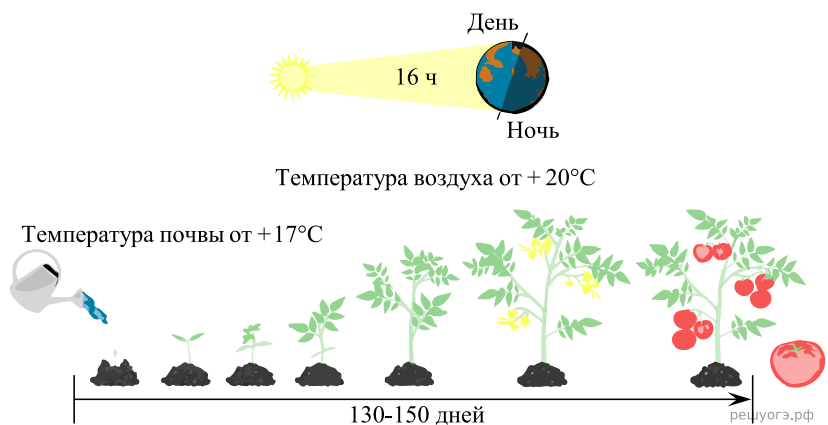 День
16 ч
Ночь
Температура воздуха от + 20°C
Температура почвы от +17°C
130-150 дней
решуогэ.рф